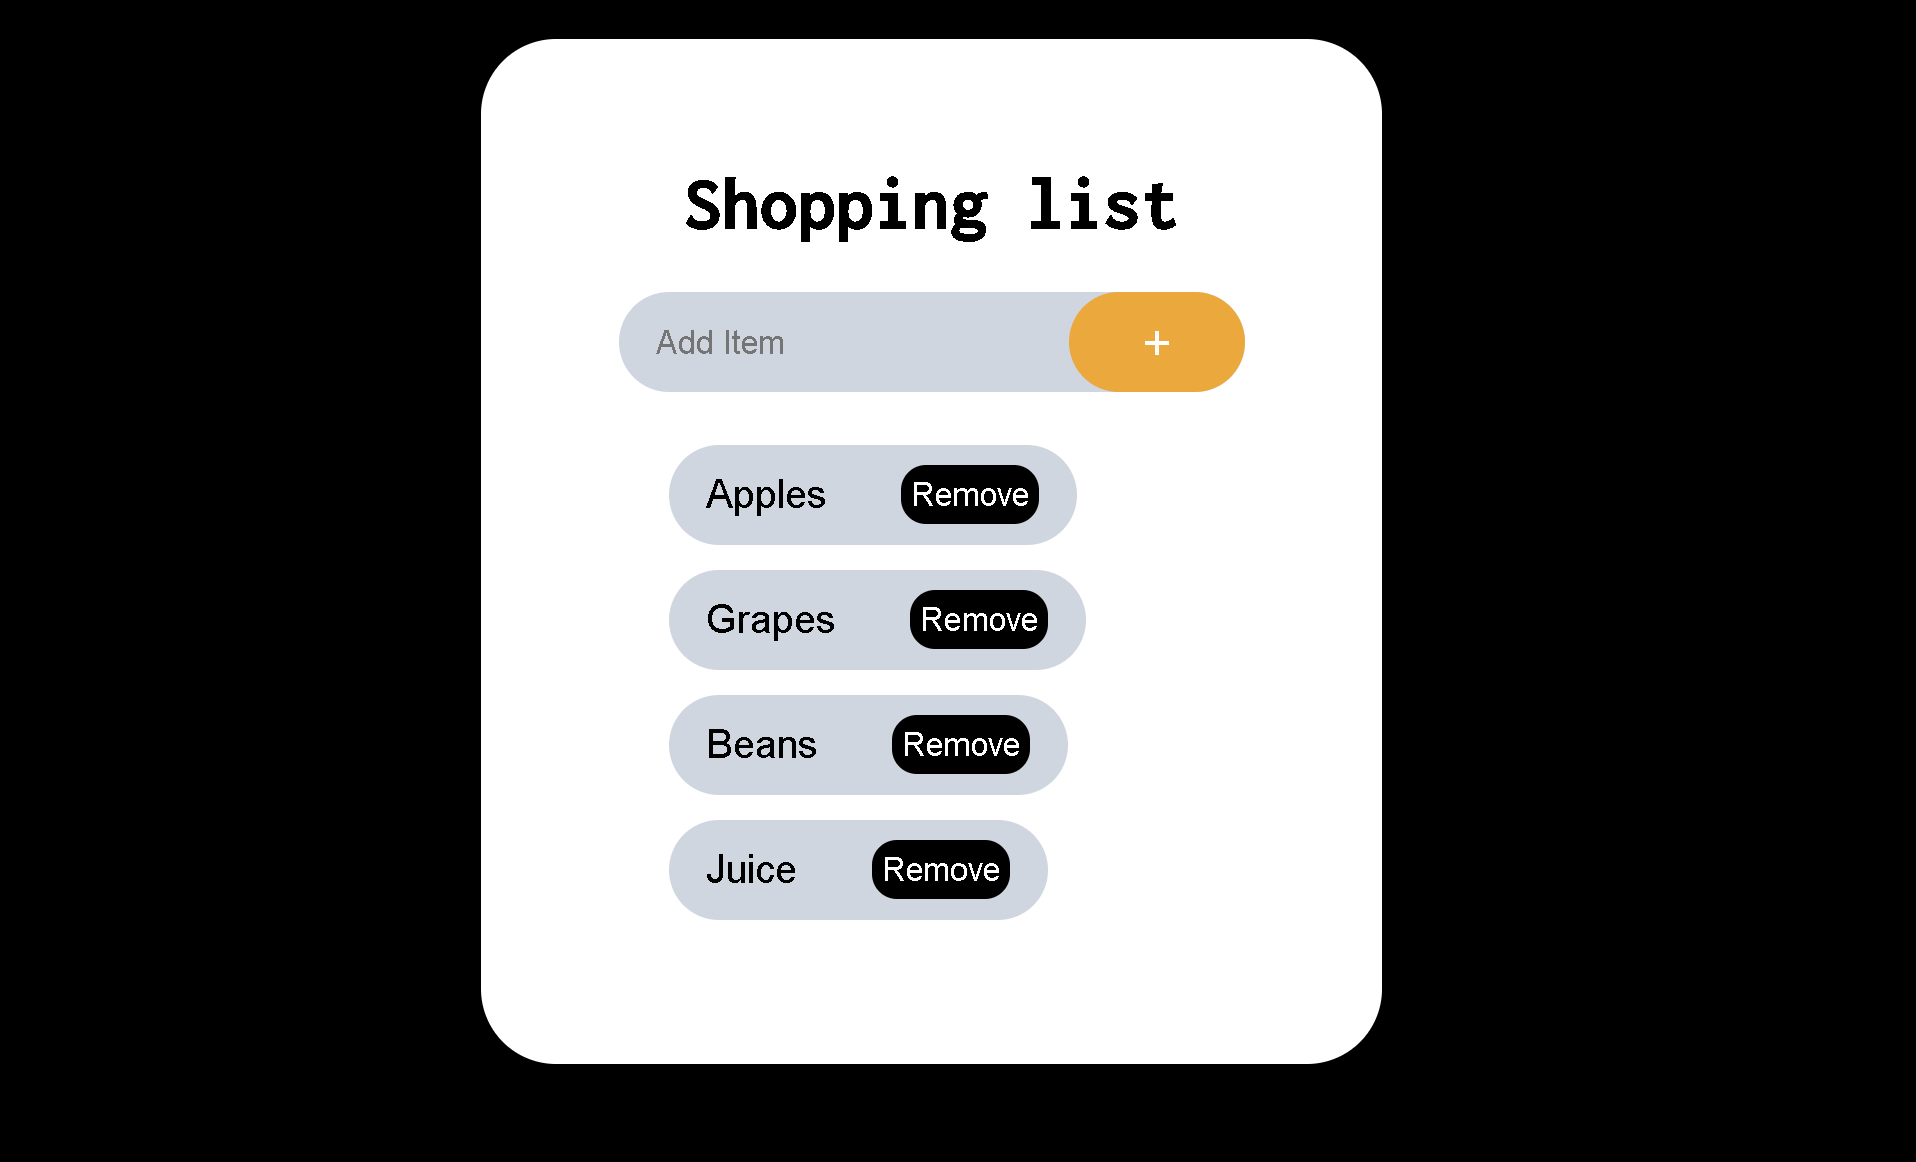 Shopping list
Add Item +
Apples Remove
Grapes Remove
Beans Remove
Juice Remove